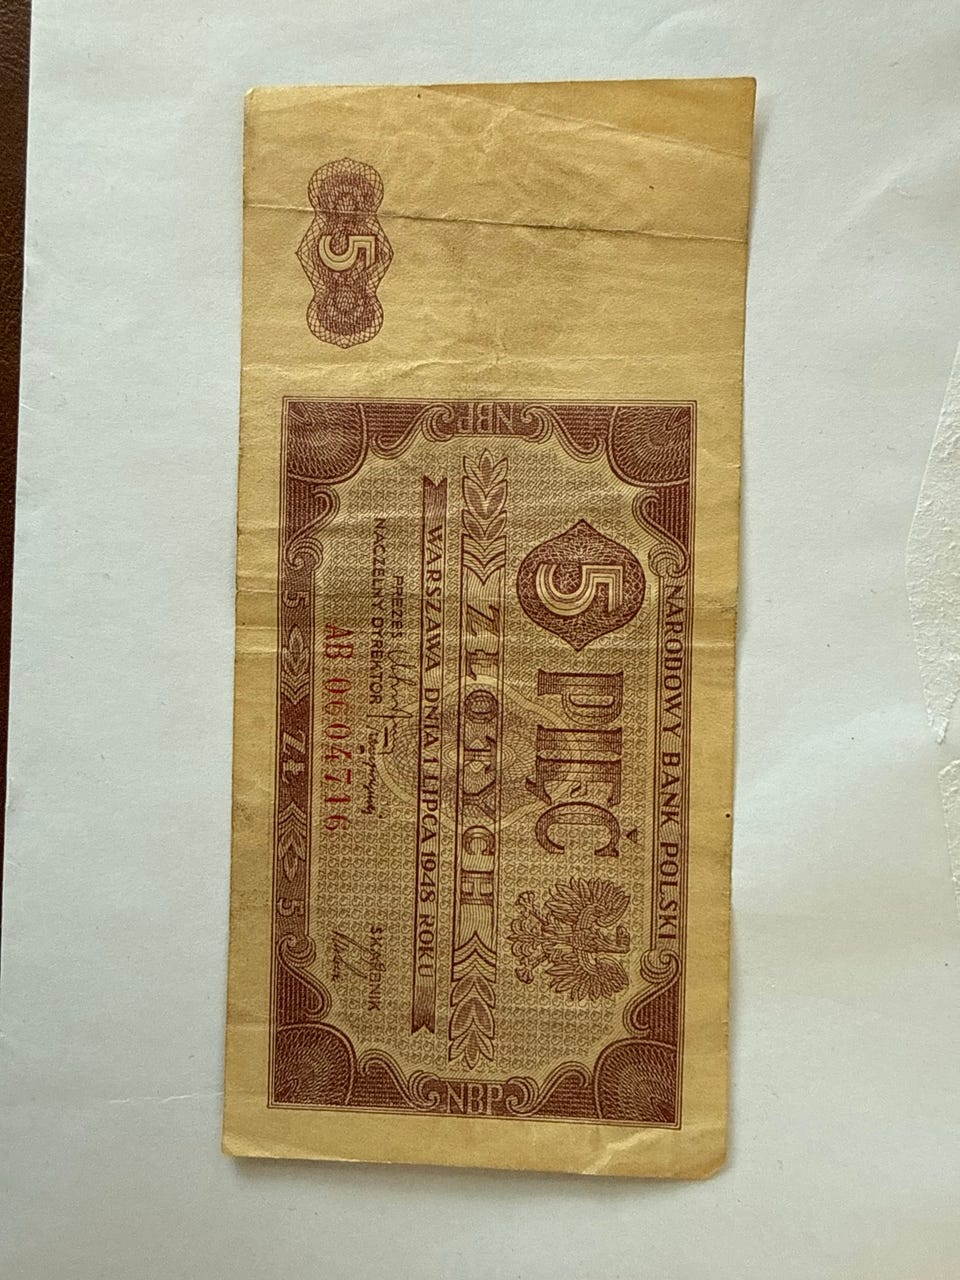 NARODOWY BANK POLSKI
5 PIĘĆ
ZŁOTYCH
WARSZAWA DNIA 1 LIPCA 1948 ROKU
PREZES
NACZELNY DYREKTOR
SKARBNIK
AB 0604716
5 ZŁ 5
NBP
NBP
5